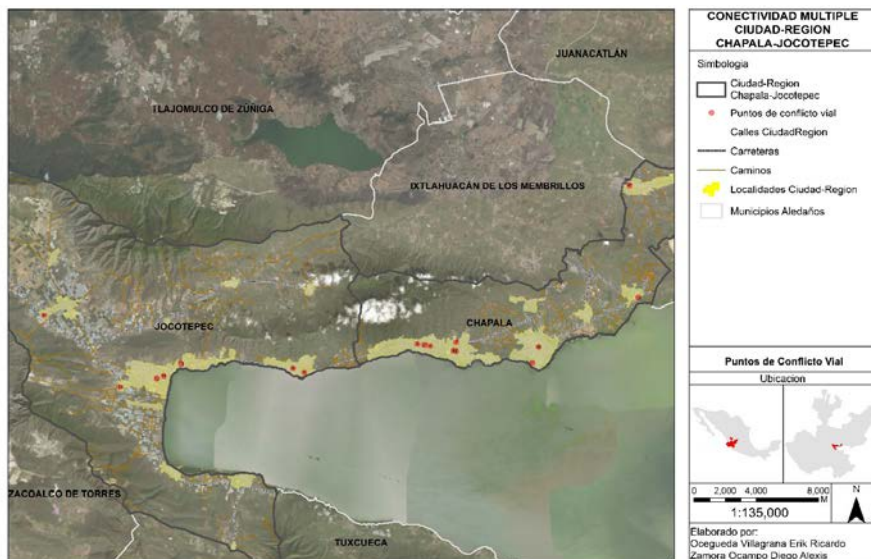 CONECTIVIDAD MULTIPLE
CIUDAD-REGION
CHAPALA-JOCOTEPEC
Simbologia
Ciudad-Region
Chapala-Jocotepec
Puntos de conflicto vial
Calles CiudadRegion
Carreteras
Caminos
Localidades Ciudad-Region
Municipios Aledaños
JUANACATLÁN
TLAJOMULCO DE ZÚÑIGA
IXTLAHUACÁN DE LOS MEMBRILLOS
JOCOTEPEC
CHAPALA
ZACOALCO DE TORRES
TUXCUECA
Puntos de Conflicto Vial
Ubicacion
0 2,000 4,000 8,000
M
1:135,000
N
Elaborado por:
Ocegueda Villagrana Erik Ricardo
Zamora Ocampo Diego Alexis